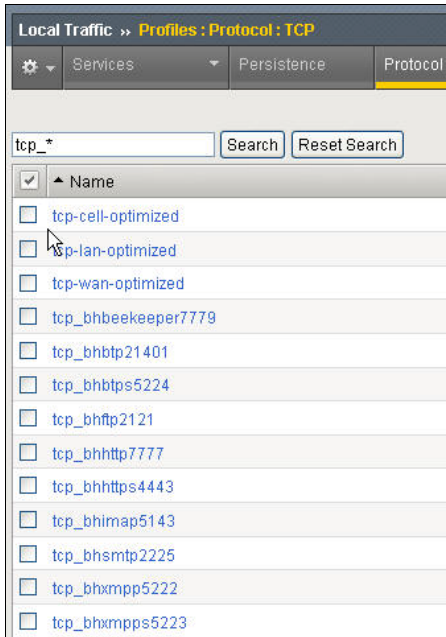 Local Traffic » Profiles : Protocol : TCP
Services Persistence Protocol
tcp_* Search Reset Search
Name
tcp-cell-optimized
tcp-lan-optimized
tcp-wan-optimized
tcp_bhbeekeeper7779
tcp_bhbtp21401
tcp_bhbtps5224
tcp_bhftp2121
tcp_bhhttp7777
tcp_bhhttps4443
tcp_bhimap5143
tcp_bhsmtp2225
tcp_bhxmpp5222
tcp_bhxmpps5223